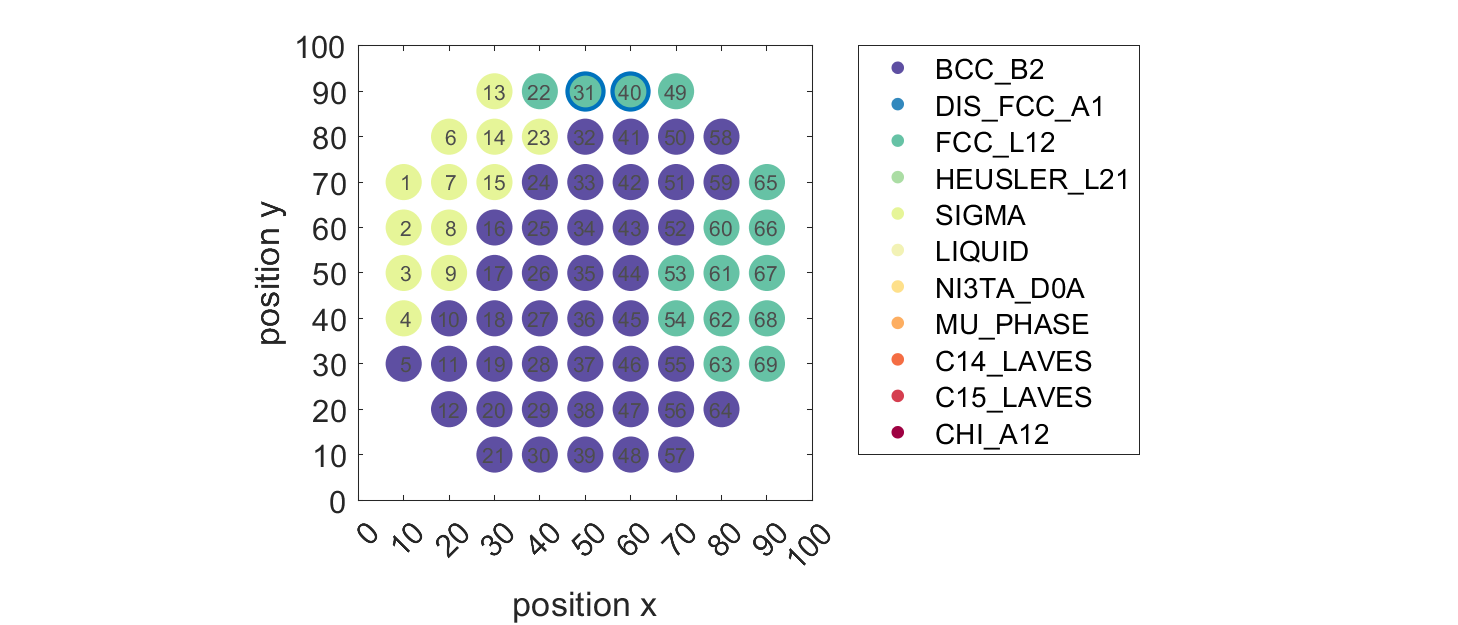 100
90
80
70
60
50
40
30
20
10
0
13 22 31 40 49
6 14 23 32 41 50 58
1 7 15 24 33 42 51 59 65
2 8 16 25 34 43 52 60 66
3 9 17 26 35 44 53 61 67
4 10 18 27 36 45 54 62 68
5 11 19 28 37 46 55 63 69
12 20 29 38 47 56 64
21 30 39 48 57
0 10 20 30 40 50 60 70 80 90 100
position x
position y
BCC_B2
DIS_FCC_A1
FCC_L12
HEUSLER_L21
SIGMA
LIQUID
NI3TA_D0A
MU_PHASE
C14_LAVES
C15_LAVES
CHI_A12